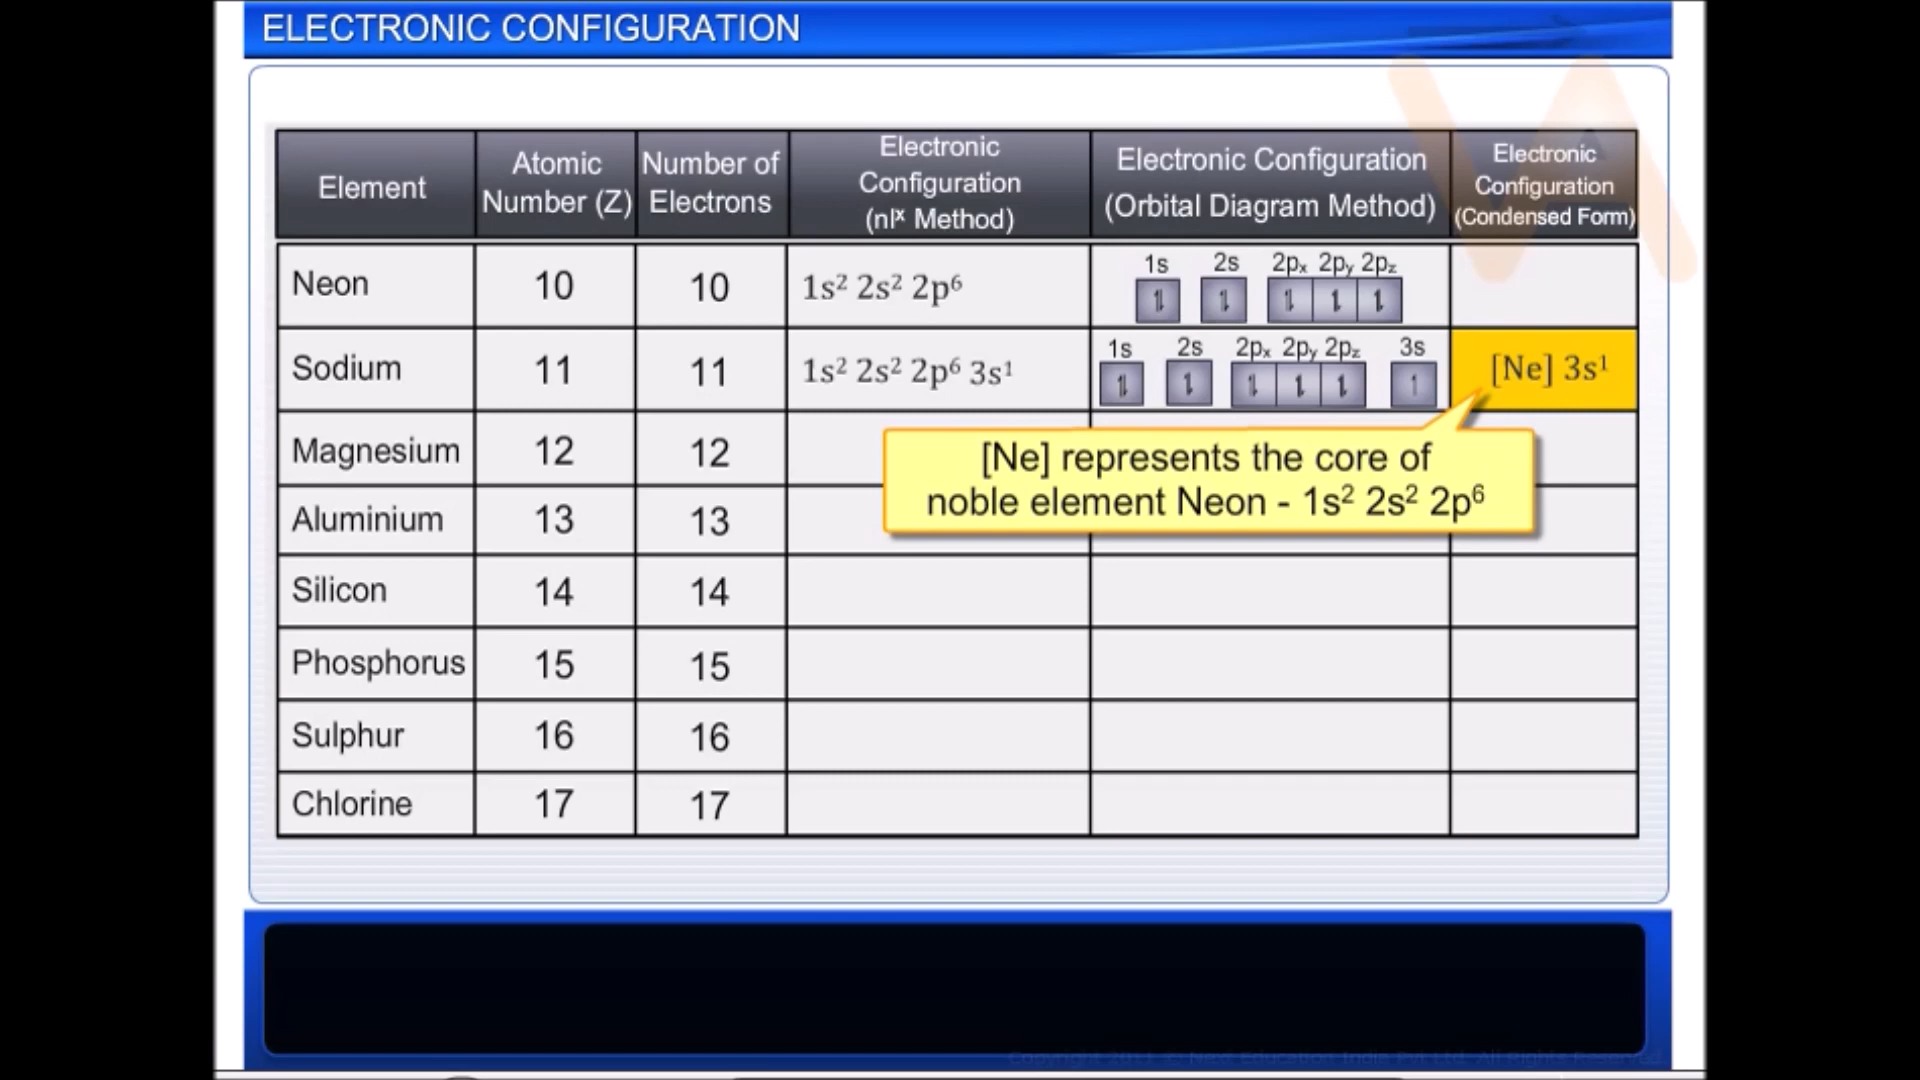 ELECTRONIC CONFIGURATION
Element
Atomic
Number (Z)
Number of
Electrons
Electronic
Configuration
(nlˣ Method)
Electronic Configuration
(Orbital Diagram Method)
Electronic
Configuration
(Condensed Form)
Neon 10 10 1s² 2s² 2p⁶
1s 2s 2pₓ 2pᵧ 2p_z
Sodium 11 11 1s² 2s² 2p⁶ 3s¹
1s 2s 2pₓ 2pᵧ 2p_z 3s
[Ne] 3s¹
Magnesium 12 12
[Ne] represents the core of
noble element Neon - 1s² 2s² 2p⁶
Aluminium 13 13
Silicon 14 14
Phosphorus 15 15
Sulphur 16 16
Chlorine 17 17